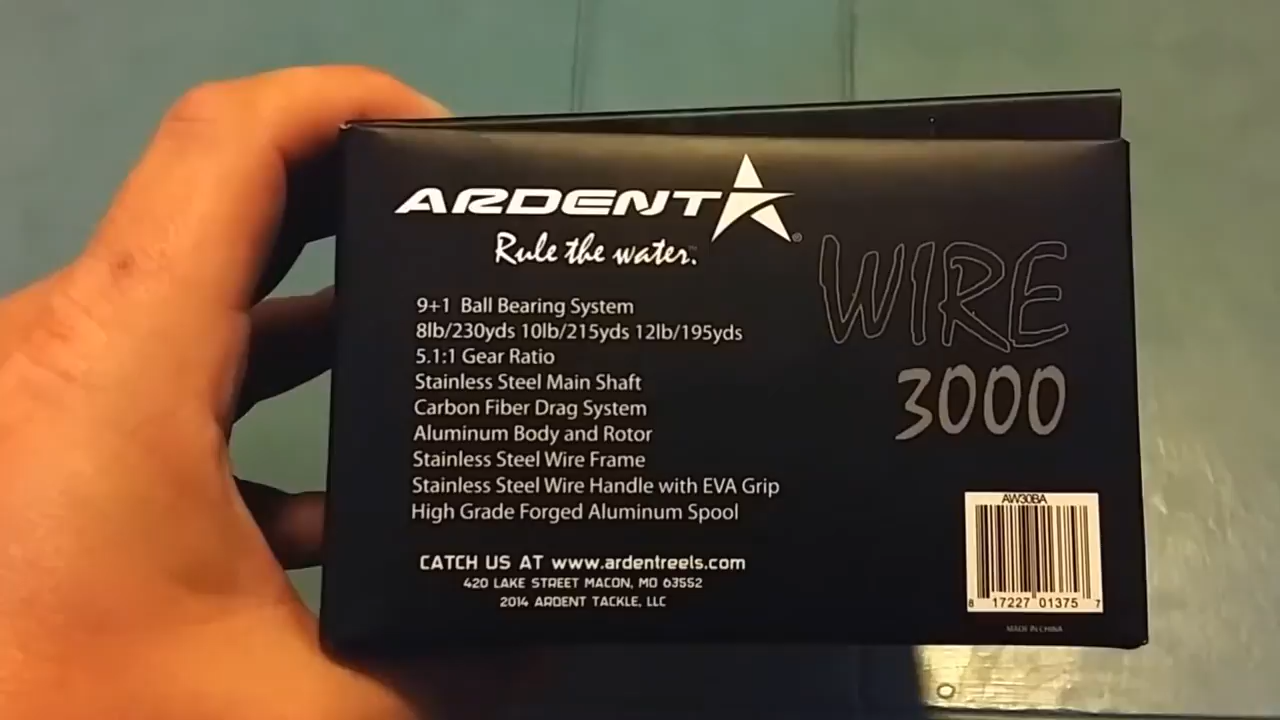 ARDENT
®
Rule the water.™
WIRE
3000
9+1 Ball Bearing System
8lb/230yds 10lb/215yds 12lb/195yds
5.1:1 Gear Ratio
Stainless Steel Main Shaft
Carbon Fiber Drag System
Aluminum Body and Rotor
Stainless Steel Wire Frame
Stainless Steel Wire Handle with EVA Grip
High Grade Forged Aluminum Spool
CATCH US AT www.ardentreels.com
420 LAKE STREET MACON, MO 63552
2014 ARDENT TACKLE, LLC
AW30BA
8 17227 01375 7
MADE IN CHINA